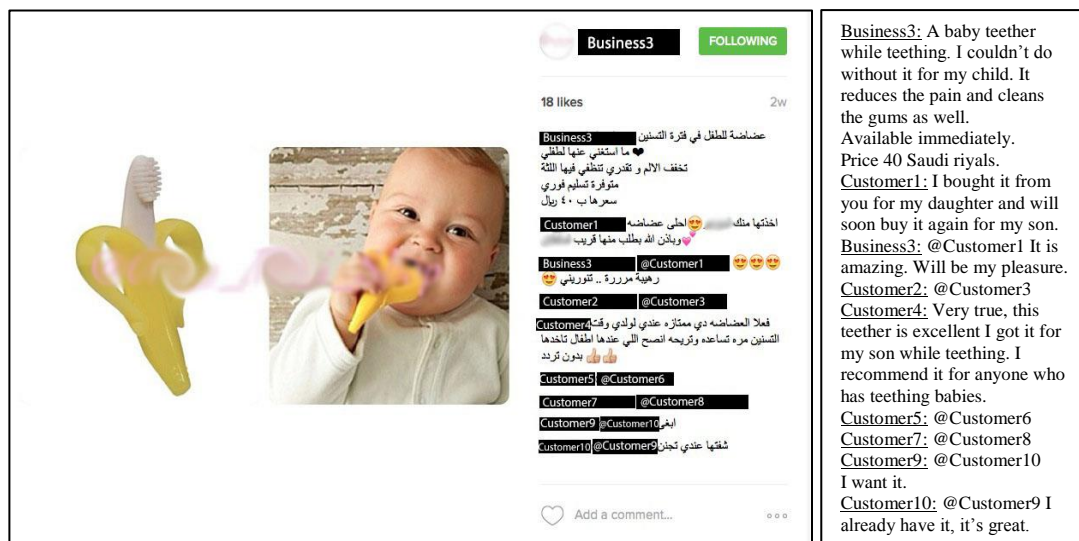 Business3
FOLLOWING
18 likes
2w
Business3 عضاضة للطفل في فترة التسنين
❤ ما استغني عنها لطفلي
تخفف الالم و تقدري تنظفي فيها اللثة
متوفرة تسليم فوري
سعرها ب ٤٠ ريال
Customer1 اخذتها منك 😍احلى عضاضه
💕وباذن الله بطلب منها قريب
Business3 @Customer1 😍😍😍
رهيبة مرررة .. تنوريني 😍
Customer2 @Customer3
Customer4 فعلا العضاضه دي ممتازه عندي لولدي وقت
التسنين مره تساعده وتريحه انصح اللي عندها اطفال تاخدها
بدون تردد 👍👍
Customer5 @Customer6
Customer7 @Customer8
Customer9 @Customer10 ابغى
Customer10 @Customer9 شفتها عندي تجنن
Add a comment...
Business3: A baby teether
while teething. I couldn’t do
without it for my child. It
reduces the pain and cleans
the gums as well.
Available immediately.
Price 40 Saudi riyals.
Customer1: I bought it from
you for my daughter and will
soon buy it again for my son.
Business3: @Customer1 It is
amazing. Will be my pleasure.
Customer2: @Customer3
Customer4: Very true, this
teether is excellent I got it for
my son while teething. I
recommend it for anyone who
has teething babies.
Customer5: @Customer6
Customer7: @Customer8
Customer9: @Customer10
I want it.
Customer10: @Customer9 I
already have it, it’s great.